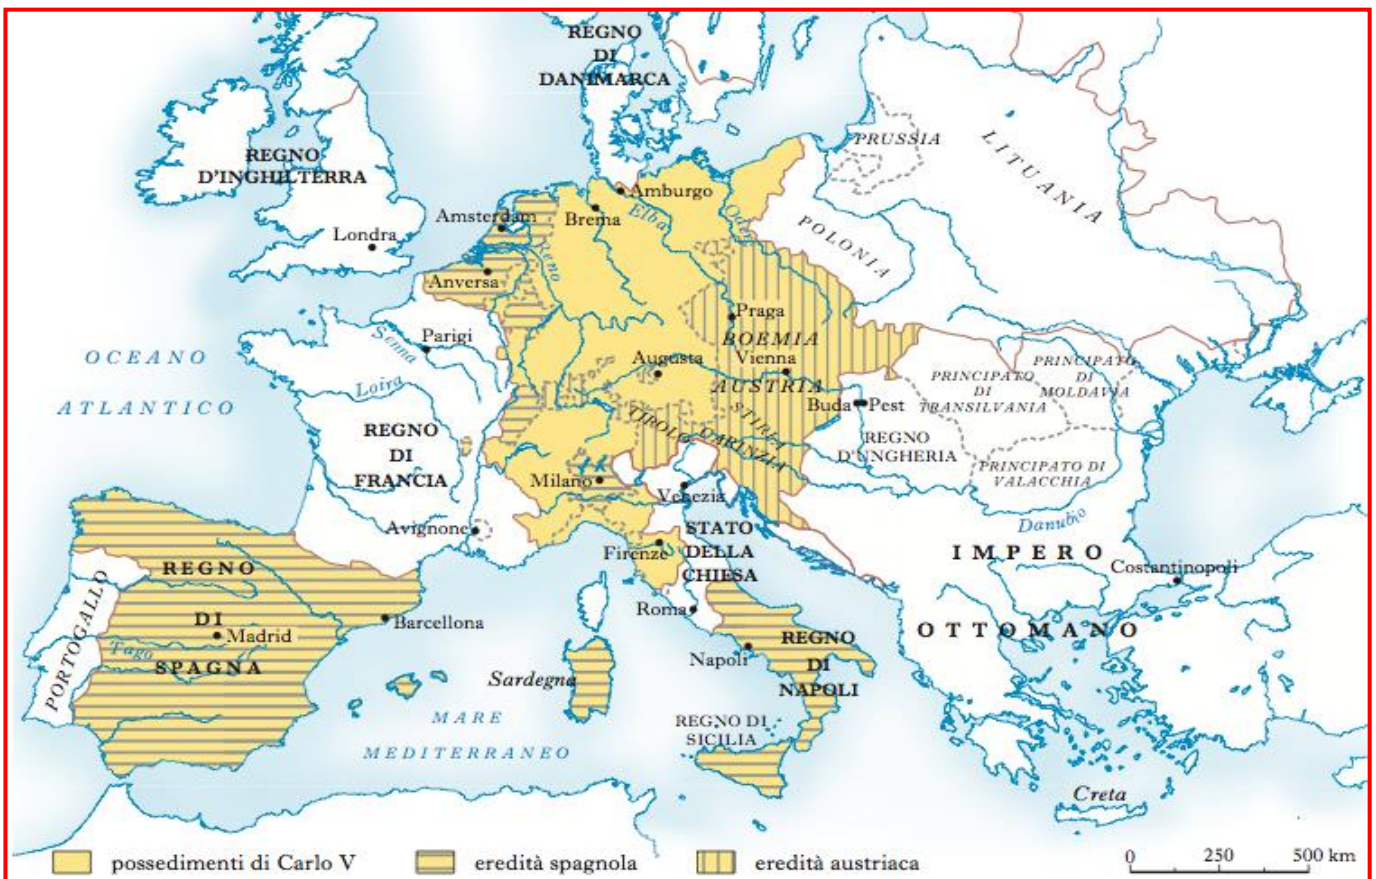 REGNO
DI
DANIMARCA
PRUSSIA
LITUANIA
REGNO
D'INGHILTERRA
Amburgo
Amsterdam
Brema
Elba
Oder
Londra
POLONIA
Reno
Anversa
Praga
BOEMIA
Parigi
Senna
OCEANO
ATLANTICO
Augusta
Vienna
AUSTRIA
Loira
PRINCIPATO
DI
MOLDAVIA
PRINCIPATO
DI
TRANSILVANIA
Buda
Pest
STIRIA
TIROLO
CARINZIA
REGNO
DI
FRANCIA
REGNO
D'UNGHERIA
PRINCIPATO DI
VALACCHIA
Milano
Venezia
Avignone
Danubio
STATO
DELLA
CHIESA
Firenze
IMPERO
OTTOMANO
Costantinopoli
REGNO
DI
SPAGNA
PORTOGALLO
Madrid
Tago
Barcellona
Roma
Napoli
REGNO
DI
NAPOLI
Sardegna
MARE
MEDITERRANEO
REGNO DI
SICILIA
Creta
possedimenti di Carlo V
eredità spagnola
eredità austriaca
0 250 500 km